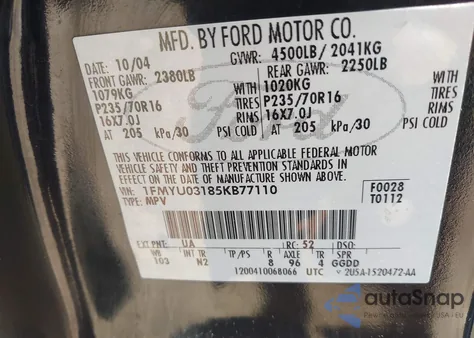 MFD. BY FORD MOTOR CO.
DATE: 10/04 GVWR: 4500LB / 2041KG
FRONT GAWR: 2380LB REAR GAWR: 2250LB
1079KG WITH 1020KG WITH
P235/70R16 TIRES P235/70R16 TIRES
16X7.0J RIMS 16X7.0J RIMS
AT 205 kPa/30 PSI COLD AT 205 kPa/30 PSI COLD
Ford
THIS VEHICLE CONFORMS TO ALL APPLICABLE FEDERAL MOTOR
VEHICLE SAFETY AND THEFT PREVENTION STANDARDS IN
EFFECT ON THE DATE OF MANUFACTURE SHOWN ABOVE.
VIN: 1FMYU03185KB77110 F0028
TYPE: MPV T0112
EXT PNT: UA RC: 52 DSO:
WB INT TR TP/PS R AXLE TR SPR
103 N2 8 96 4 GGDD
1200410068066 UTC 2U5A-1520472-AA
autoSnap